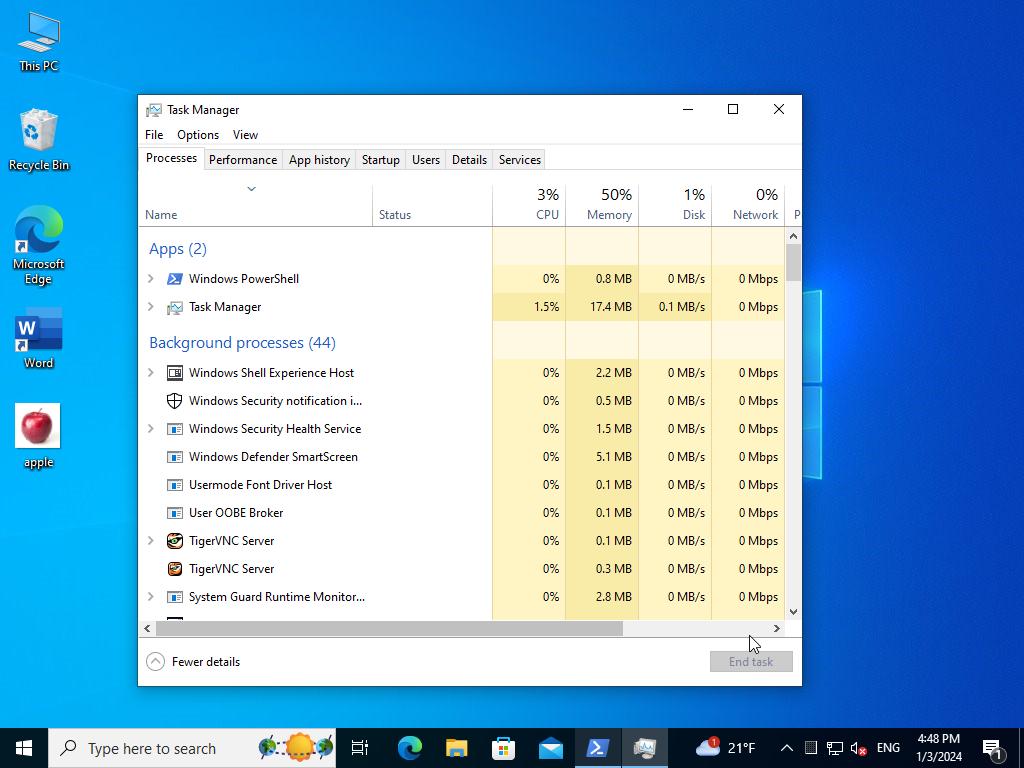 This PC
Recycle Bin
Microsoft
Edge
Word
apple
Task Manager
File Options View
Processes Performance App history Startup Users Details Services
3% 50% 1% 0%
Name Status CPU Memory Disk Network P
Apps (2)
Windows PowerShell 0% 0.8 MB 0 MB/s 0 Mbps
Task Manager 1.5% 17.4 MB 0.1 MB/s 0 Mbps
Background processes (44)
Windows Shell Experience Host 0% 2.2 MB 0 MB/s 0 Mbps
Windows Security notification i... 0% 0.5 MB 0 MB/s 0 Mbps
Windows Security Health Service 0% 1.5 MB 0 MB/s 0 Mbps
Windows Defender SmartScreen 0% 5.1 MB 0 MB/s 0 Mbps
Usermode Font Driver Host 0% 0.1 MB 0 MB/s 0 Mbps
User OOBE Broker 0% 0.1 MB 0 MB/s 0 Mbps
TigerVNC Server 0% 0.1 MB 0 MB/s 0 Mbps
TigerVNC Server 0% 0.3 MB 0 MB/s 0 Mbps
System Guard Runtime Monitor... 0% 2.8 MB 0 MB/s 0 Mbps
Fewer details End task
Type here to search 1 21°F ENG 4:48 PM 1
1/3/2024